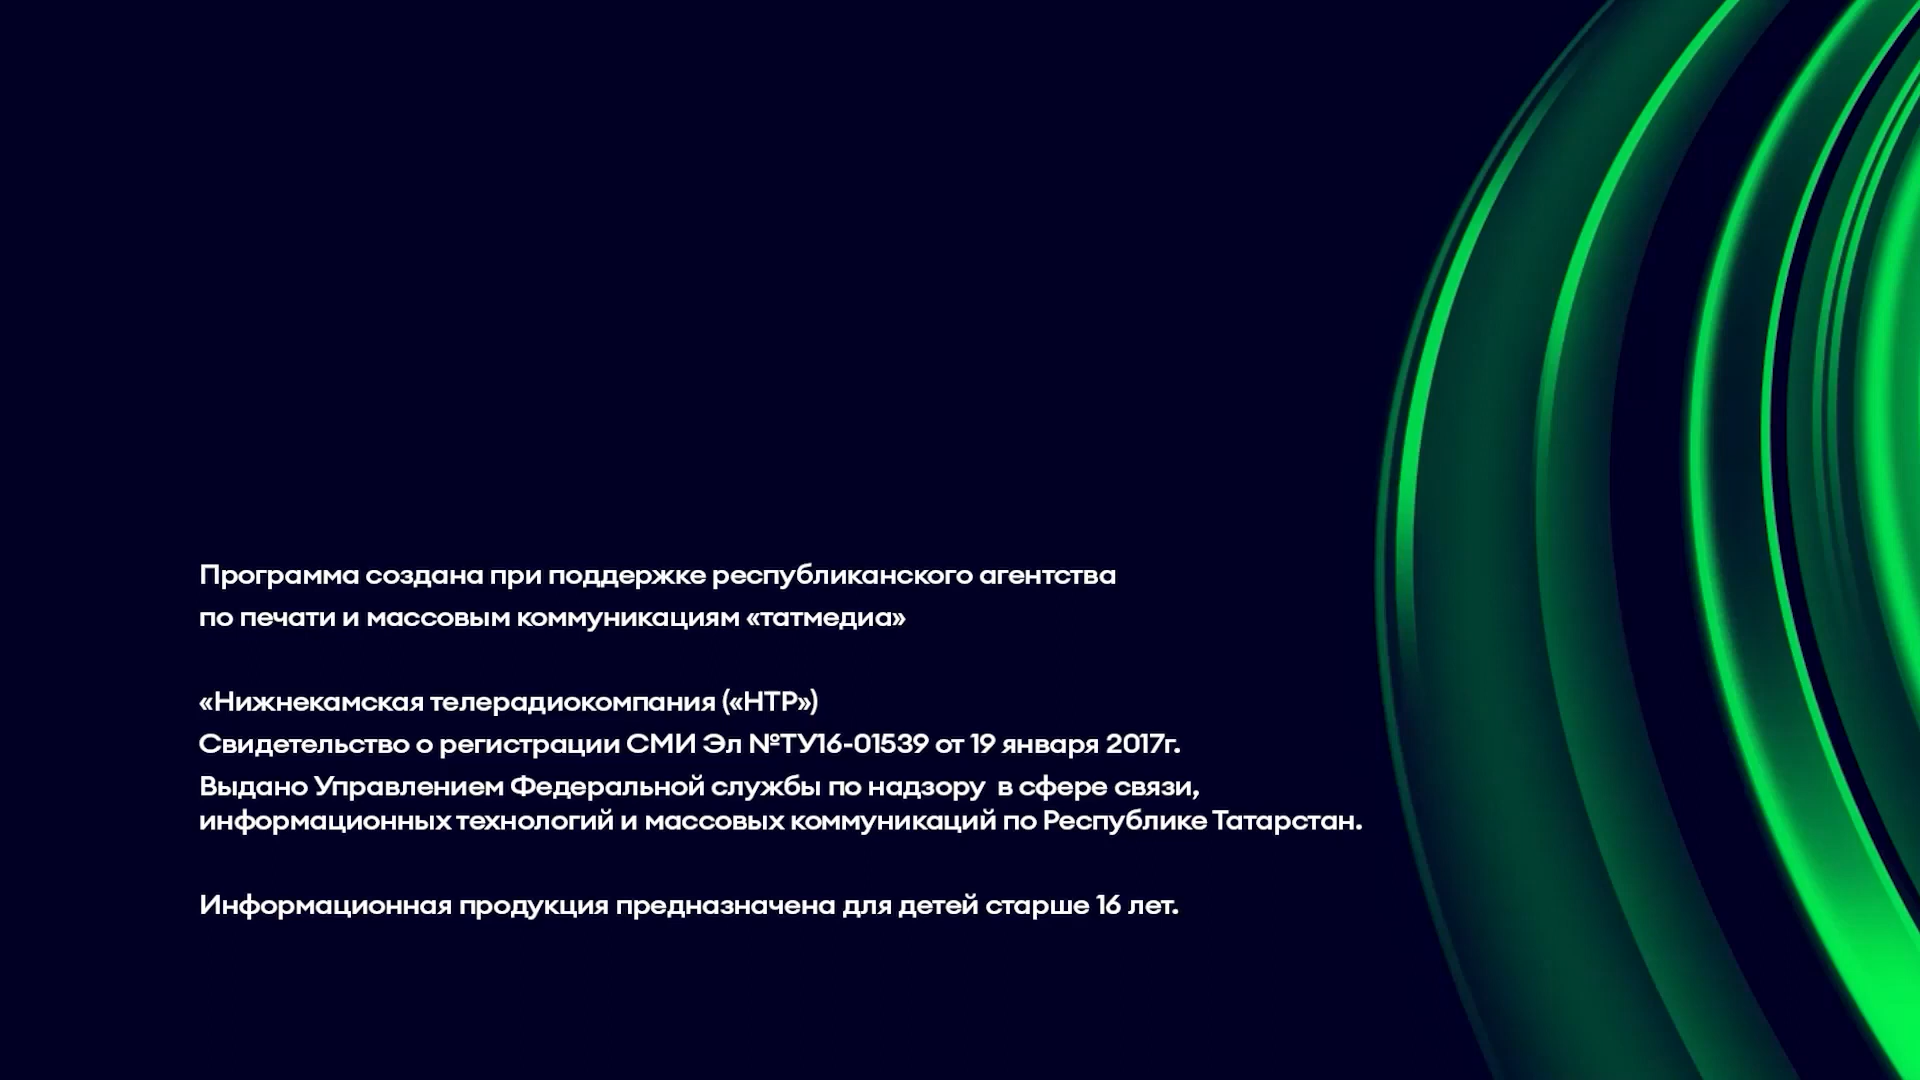 Программа создана при поддержке республиканского агентства
по печати и массовым коммуникациям «татмедиа»
«Нижнекамская телерадиокомпания («НТР»)
Свидетельство о регистрации СМИ Эл №ТУ16-01539 от 19 января 2017г.
Выдано Управлением Федеральной службы по надзору  в сфере связи,
информационных технологий и массовых коммуникаций по Республике Татарстан.
Информационная продукция предназначена для детей старше 16 лет.